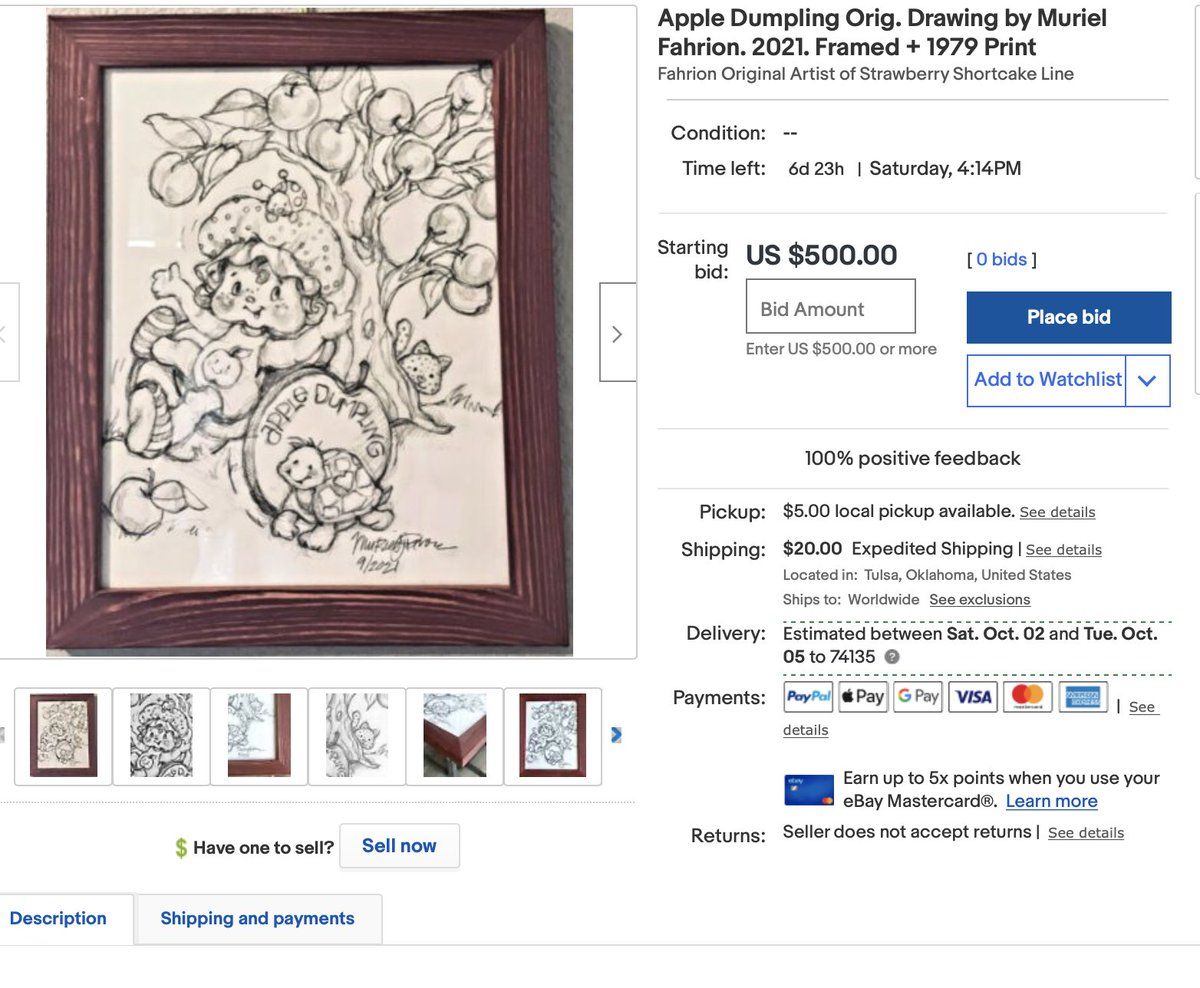 Apple Dumpling Orig. Drawing by Muriel
Fahrion. 2021. Framed + 1979 Print
Fahrion Original Artist of Strawberry Shortcake Line
Condition: --
Time left: 6d 23h | Saturday, 4:14PM
Starting bid: US $500.00 [ 0 bids ]
Bid Amount
Place bid
Enter US $500.00 or more
Add to Watchlist
100% positive feedback
Pickup: $5.00 local pickup available. See details
Shipping: $20.00 Expedited Shipping | See details
Located in: Tulsa, Oklahoma, United States
Ships to: Worldwide See exclusions
Delivery: Estimated between Sat. Oct. 02 and Tue. Oct.
05 to 74135 ?
Payments: PayPal Pay G Pay VISA mastercard AMERICAN EXPRESS | See
details
ebay
Earn up to 5x points when you use your
eBay Mastercard®. Learn more
Returns: Seller does not accept returns | See details
APPLE DUMPLING
9/2021
$ Have one to sell? Sell now
Description
Shipping and payments